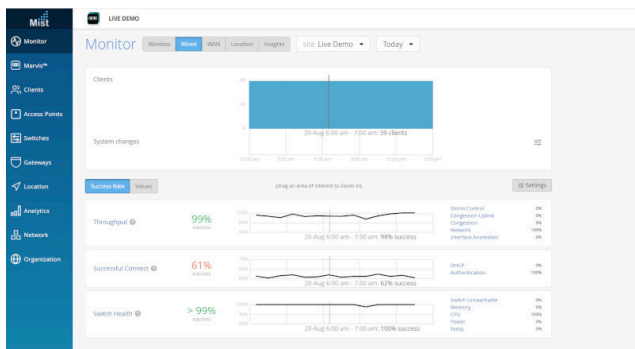 Mist
LIVE DEMO
Monitor
Marvis™
Clients
Access Points
Switches
Gateways
Location
Analytics
Network
Organization
Monitor Wireless Wired WAN Location Insights site Live Demo Today
Clients
20-Aug 6:00 am - 7:00 am: 39 clients
System changes
Success Rate Values
(drag an area of interest to Zoom in)
Settings
Throughput 99% success
20-Aug 6:00 am - 7:00 am: 98% success
Storm Control 0%
Congestion Uplink 0%
Congestion 0%
Network 100%
Interface Anomalies 0%
Successful Connect 61% success
20-Aug 6:00 am - 7:00 am: 62% success
DHCP 0%
Authentication 100%
Switch Health > 99% success
20-Aug 6:00 am - 7:00 am: 100% success
Switch Unreachable 0%
Memory 0%
CPU 100%
Power 0%
Temp 0%